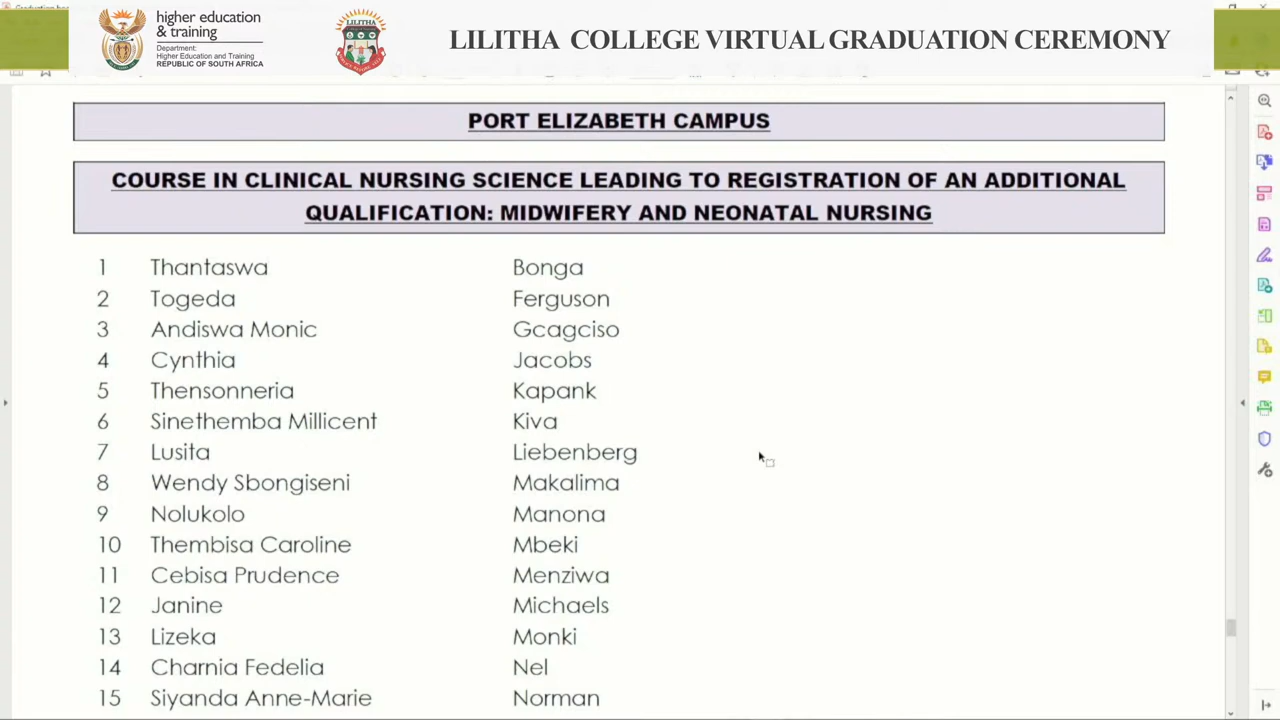 higher education
& training
Department:
Higher Education and Training
REPUBLIC OF SOUTH AFRICA
LILITHA
LILITHA COLLEGE VIRTUAL GRADUATION CEREMONY
PORT ELIZABETH CAMPUS
COURSE IN CLINICAL NURSING SCIENCE LEADING TO REGISTRATION OF AN ADDITIONAL
QUALIFICATION: MIDWIFERY AND NEONATAL NURSING
1 Thantaswa Bonga
2 Togeda Ferguson
3 Andiswa Monic Gcagciso
4 Cynthia Jacobs
5 Thensonneria Kapank
6 Sinethemba Millicent Kiva
7 Lusita Liebenberg
8 Wendy Sbongiseni Makalima
9 Nolukolo Manona
10 Thembisa Caroline Mbeki
11 Cebisa Prudence Menziwa
12 Janine Michaels
13 Lizeka Monki
14 Charnia Fedelia Nel
15 Siyanda Anne-Marie Norman